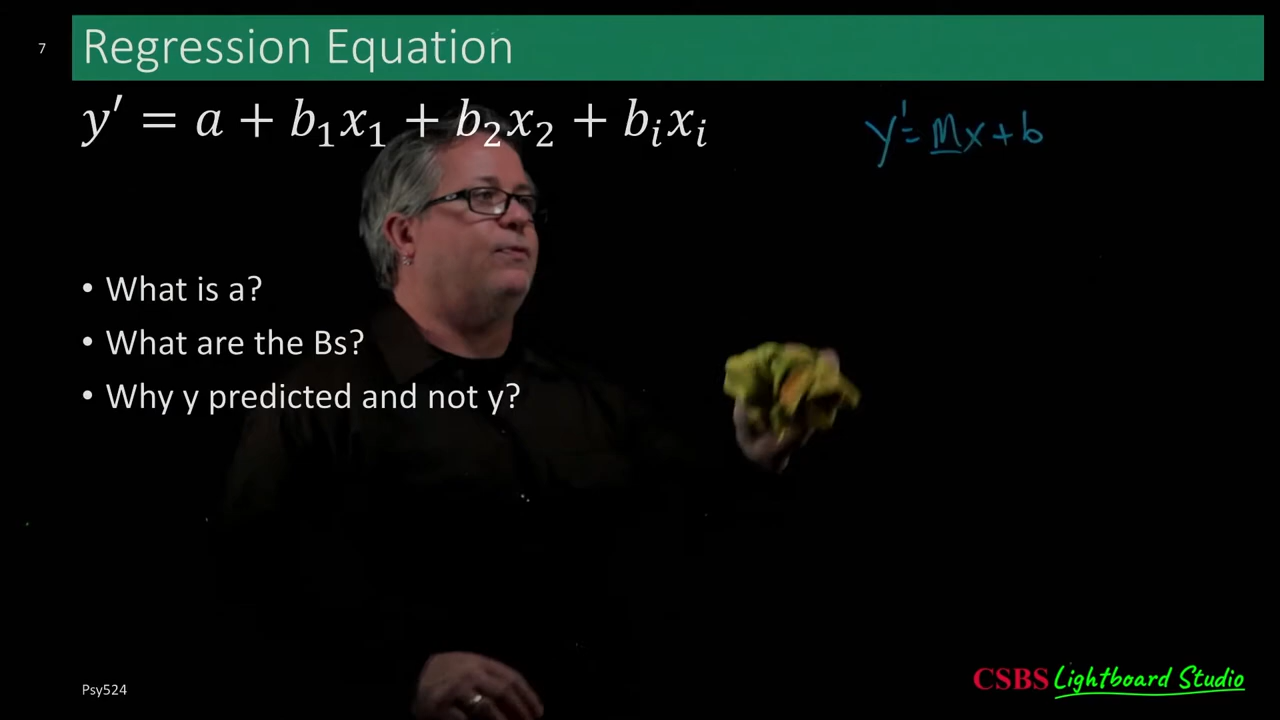 7
Regression Equation
y′ = a + b₁x₁ + b₂x₂ + bᵢxᵢ
y' = mx + b
• What is a?
• What are the Bs?
• Why y predicted and not y?
Psy524
CSBS Lightboard Studio